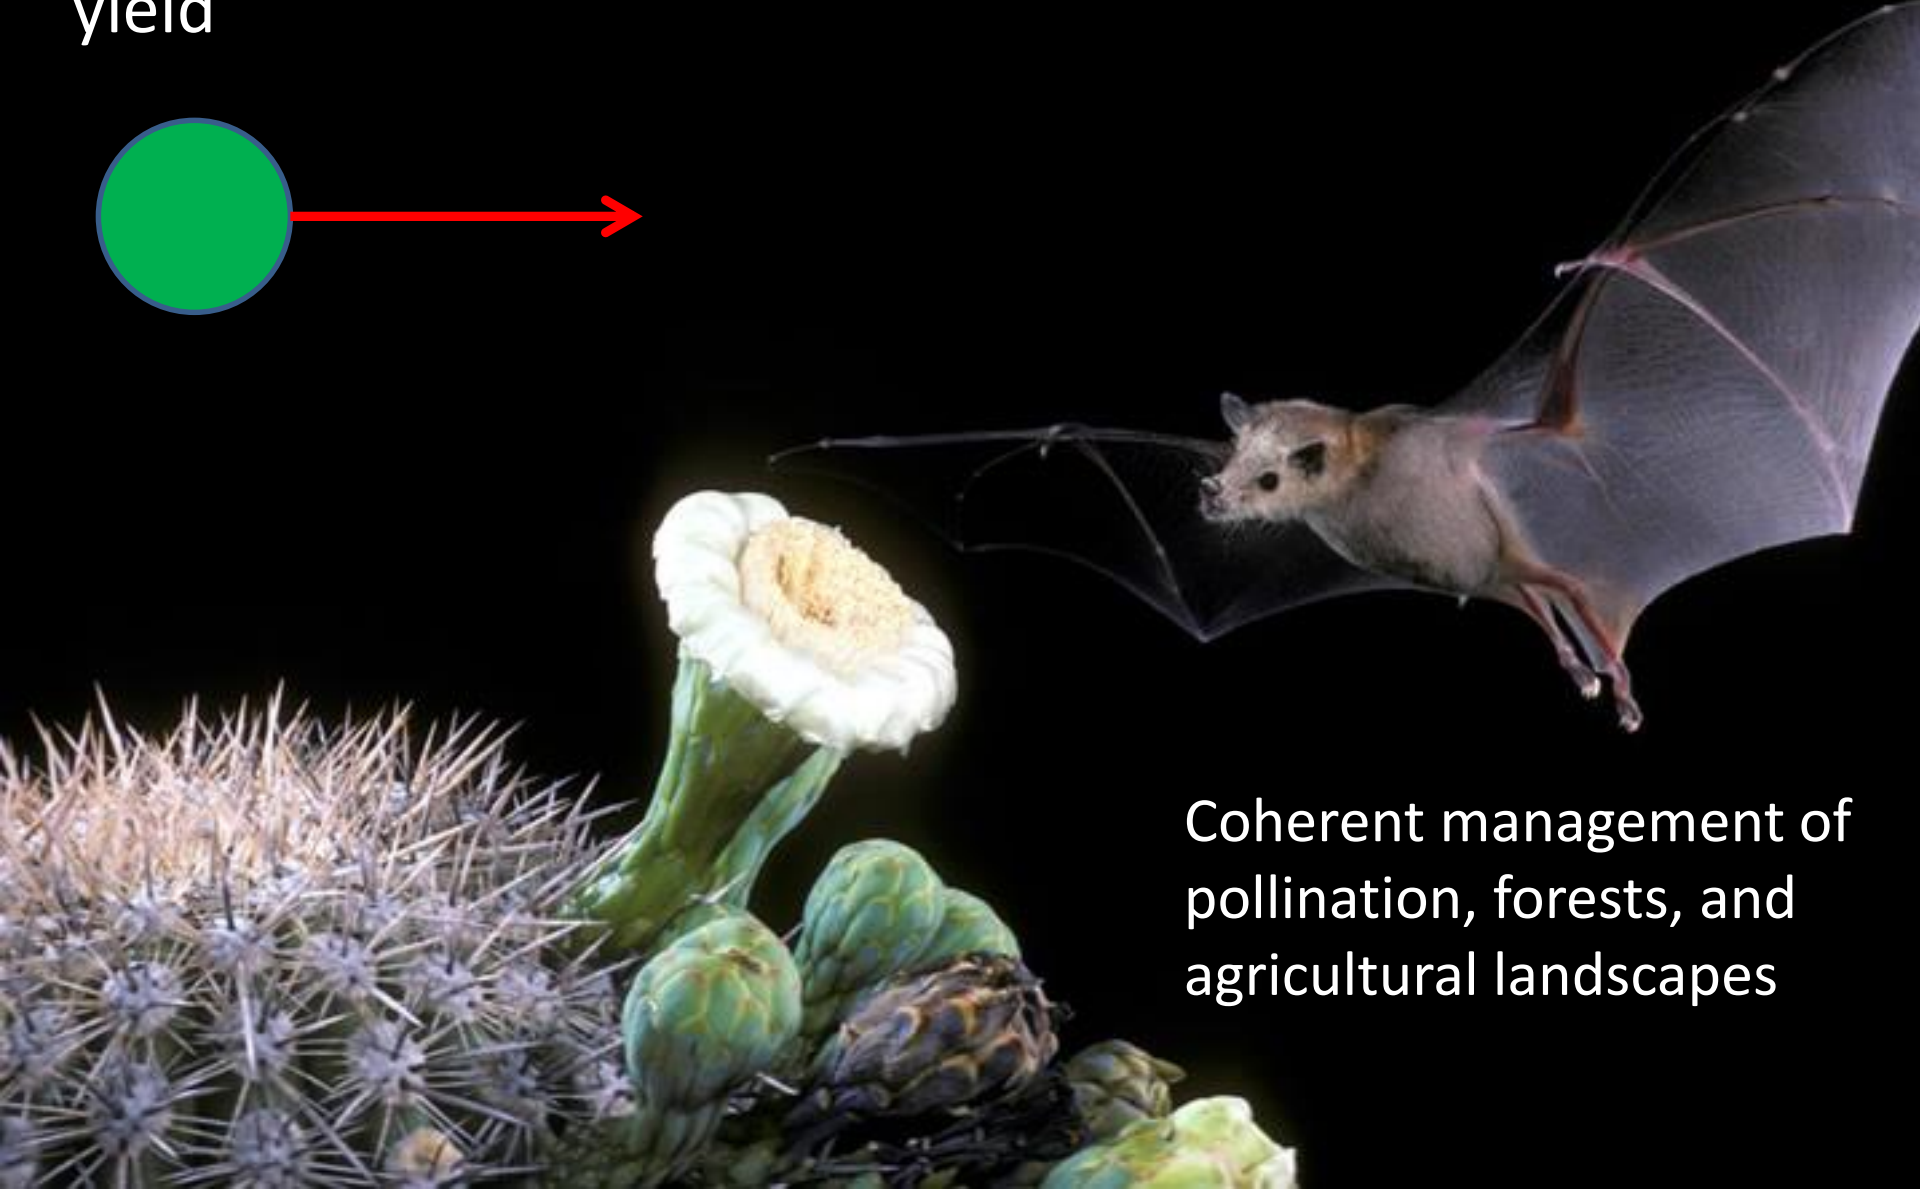 yield
Coherent management of
pollination, forests, and
agricultural landscapes